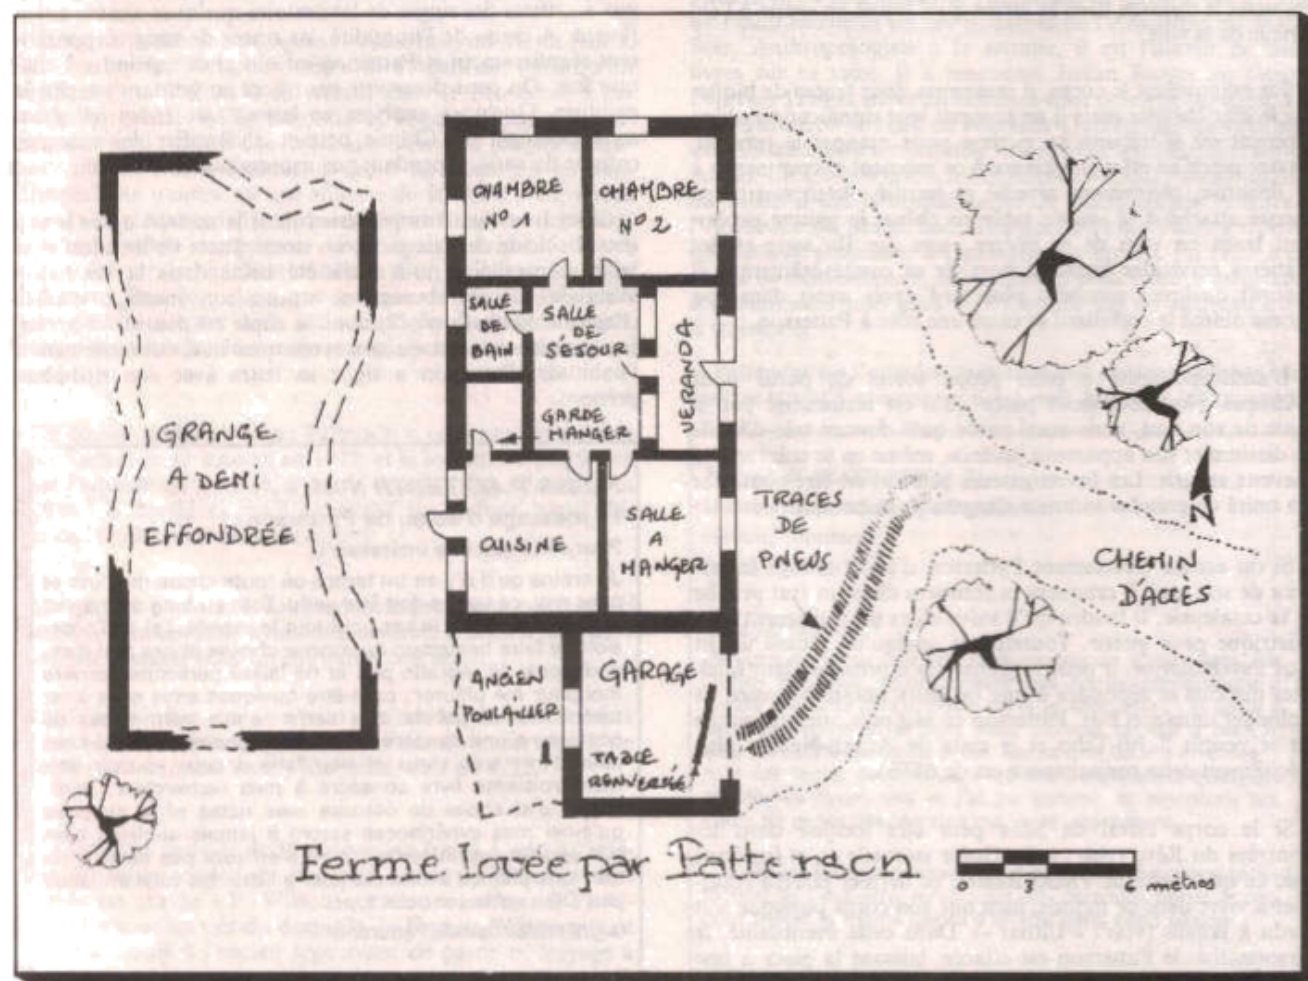 CHAMBRE
N° 1
CHAMBRE
N° 2
SALLE
DE
BAIN
SALLE
DE
SÉJOUR
VERANDA
GARDE
MANGER
GRANGE
A DEMI
EFFONDRÉE
CUISINE
SALLE
A
MANGER
TRACES
DE
PNEUS
N
CHEMIN
D'ACCÈS
ANCIEN
POULAILLER
GARAGE
TABLE
RENVERSÉE
Ferme louée par Patterson
0 3 6 mètres